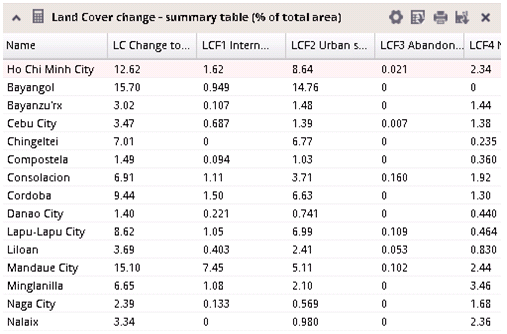 Land Cover change - summary table (% of total area)
Name LC Change to... LCF1 Intern... LCF2 Urban s... LCF3 Abandon... LCF4 N
Ho Chi Minh City 12.62 1.62 8.64 0.021 2.34
Bayangol 15.70 0.949 14.76 0 0
Bayanzu'rx 3.02 0.107 1.48 0 1.44
Cebu City 3.47 0.687 1.39 0.007 1.38
Chingeltei 7.01 0 6.77 0 0.235
Compostela 1.49 0.094 1.03 0 0.360
Consolacion 6.91 1.11 3.71 0.160 1.92
Cordoba 9.44 1.50 6.63 0 1.30
Danao City 1.40 0.221 0.741 0 0.440
Lapu-Lapu City 8.62 1.05 6.99 0.109 0.464
Liloan 3.69 0.403 2.41 0.053 0.830
Mandaue City 15.10 7.45 5.11 0.102 2.44
Minglanilla 6.65 1.08 2.10 0 3.46
Naga City 2.39 0.133 0.569 0 1.68
Nalaix 3.34 0 0.980 0 2.36